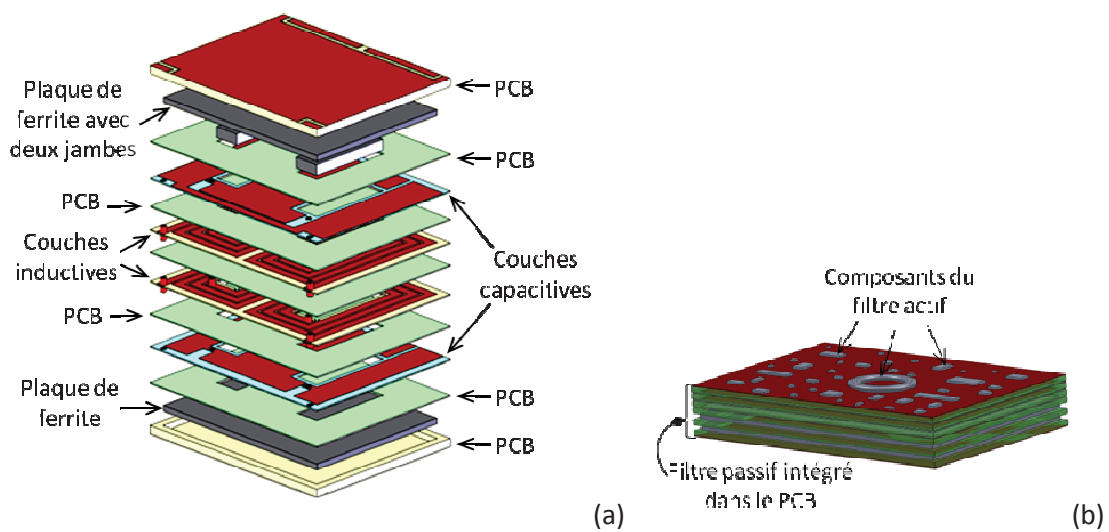 PCB
Plaque de
ferrite avec
deux jambes
PCB
PCB
Couches
inductives
Couches
capacitives
PCB
Plaque de
ferrite
PCB
PCB
(a)
Composants du
filtre actif
Filtre passif intégré
dans le PCB
(b)